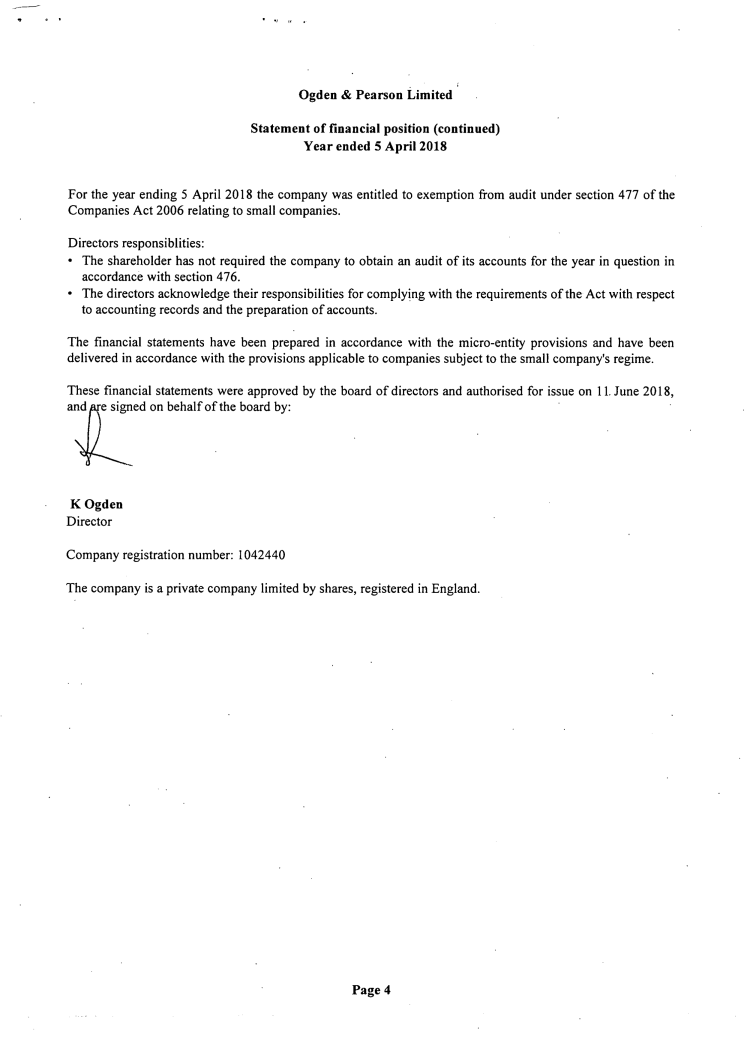 Ogden & Pearson Limited
Statement of financial position (continued)
Year ended 5 April 2018
For the year ending 5 April 2018 the company was entitled to exemption from audit under section 477 of the
Companies Act 2006 relating to small companies.
Directors responsiblities:
• The shareholder has not required the company to obtain an audit of its accounts for the year in question in
accordance with section 476.
• The directors acknowledge their responsibilities for complying with the requirements of the Act with respect
to accounting records and the preparation of accounts.
The financial statements have been prepared in accordance with the micro-entity provisions and have been
delivered in accordance with the provisions applicable to companies subject to the small company's regime.
These financial statements were approved by the board of directors and authorised for issue on 11 June 2018,
and are signed on behalf of the board by:
K Ogden
Director
Company registration number: 1042440
The company is a private company limited by shares, registered in England.
Page 4